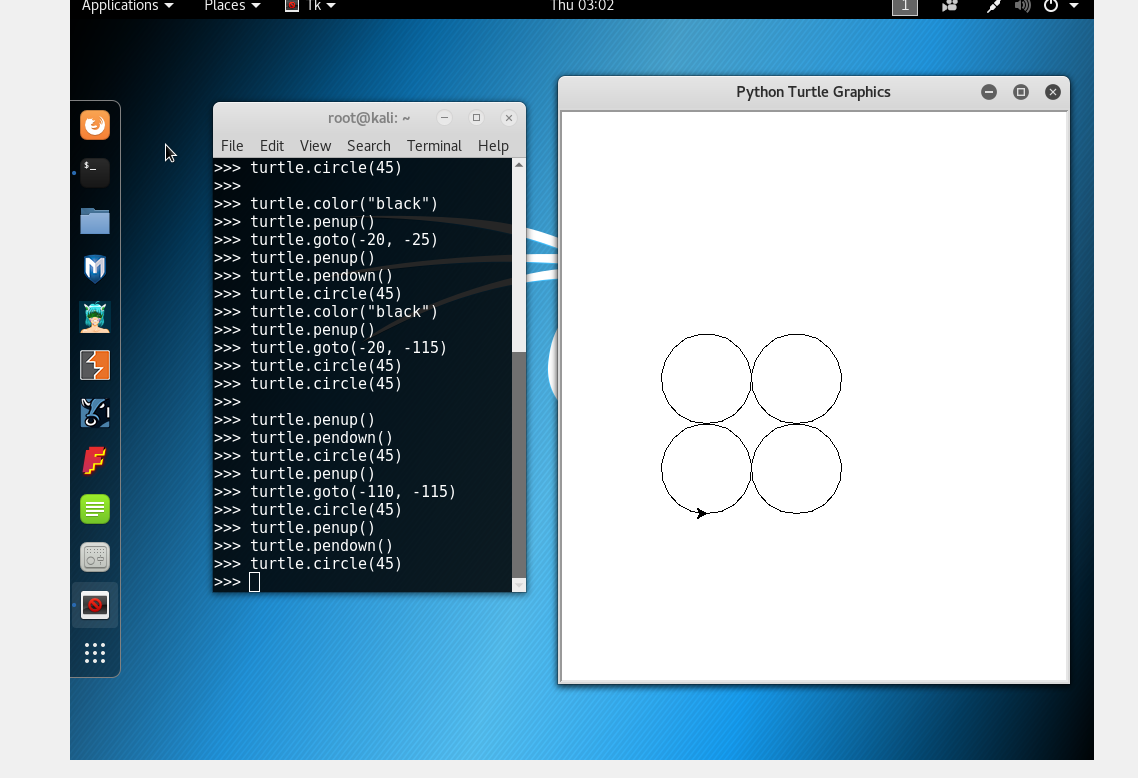 Applications Places Tk Thu 03:02 1
Python Turtle Graphics
root@kali: ~
File Edit View Search Terminal Help
>>> turtle.circle(45)
>>>
>>> turtle.color("black")
>>> turtle.penup()
>>> turtle.goto(-20, -25)
>>> turtle.penup()
>>> turtle.pendown()
>>> turtle.circle(45)
>>> turtle.color("black")
>>> turtle.penup()
>>> turtle.goto(-20, -115)
>>> turtle.circle(45)
>>> turtle.circle(45)
>>>
>>> turtle.penup()
>>> turtle.pendown()
>>> turtle.circle(45)
>>> turtle.penup()
>>> turtle.goto(-110, -115)
>>> turtle.circle(45)
>>> turtle.penup()
>>> turtle.pendown()
>>> turtle.circle(45)
>>>
$_
M
F